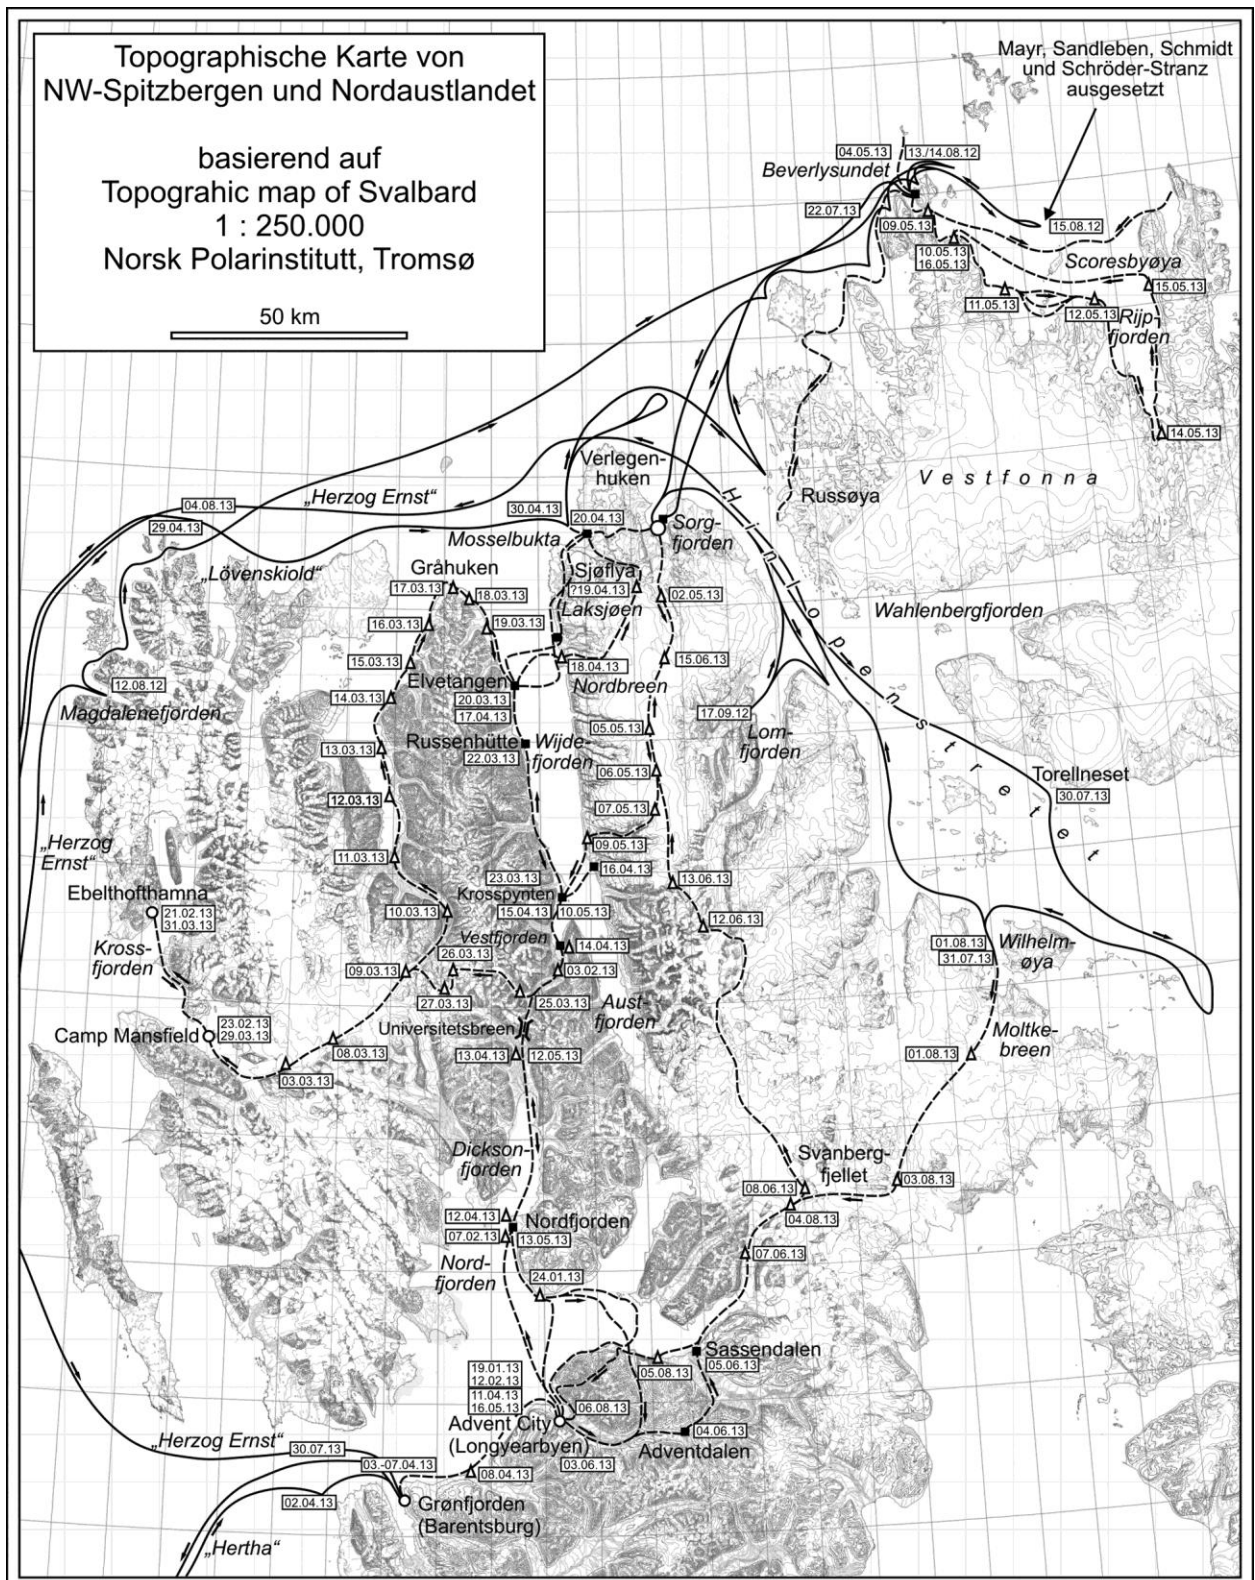 Topographische Karte von
NW-Spitzbergen und Nordaustlandet
basierend auf
Topograhic map of Svalbard
1 : 250.000
Norsk Polarinstitutt, Tromsø
50 km
Mayr, Sandleben, Schmidt
und Schröder-Stranz
ausgesetzt
04.05.13
13./14.08.12
Beverlysundet
22.07.13
09.05.13
15.08.12
10.05.13
16.05.13
Scoresbyøya
11.05.13
15.05.13
12.05.13
Rijp-
fjorden
14.05.13
Vestfonna
Russøya
Verlegen-
huken
„Herzog Ernst“
04.08.13
29.04.13
30.04.13
20.04.13
Mosselbukta
Sorg-
fjorden
Hinlopenstretet
„Lövenskiold“
Gråhuken
17.03.13
18.03.13
Sjøflya
?19.04.13
Laksjøen
02.05.13
Wahlenbergfjorden
16.03.13
19.03.13
15.03.13
18.04.13
15.06.13
12.08.12
Magdalenefjorden
14.03.13
Elvetangen
20.03.13
17.04.13
Nordbreen
17.09.12
Lom-
fjorden
05.05.13
13.03.13
Russenhütte
22.03.13
Wijde-
fjorden
06.05.13
Torellneset
30.07.13
12.03.13
07.05.13
„Herzog
Ernst“
11.03.13
09.05.13
16.04.13
Ebelthofthamna
21.02.13
31.03.13
23.03.13
Krosspynten
15.04.13
10.05.13
13.06.13
10.03.13
12.06.13
Kross-
fjorden
Vestfjorden
14.04.13
01.08.13
31.07.13
Wilhelm-
øya
26.03.13
09.03.13
03.02.13
27.03.13
25.03.13
Aust-
fjorden
23.02.13
29.03.13
Camp Mansfield
Universitetsbreen
08.03.13
13.04.13
12.05.13
03.03.13
Moltke-
breen
01.08.13
Dickson-
fjorden
Svanberg-
fjellet
08.06.13
03.08.13
04.08.13
12.04.13
Nordfjorden
07.02.13
13.05.13
07.06.13
Nord-
fjorden
24.01.13
Sassendalen
05.06.13
05.08.13
19.01.13
12.02.13
11.04.13
16.05.13
06.08.13
Advent City
(Longyearbyen)
03.06.13
04.06.13
Adventdalen
„Herzog Ernst“
30.07.13
03.-07.04.13
08.04.13
02.04.13
Grønfjorden
(Barentsburg)
„Hertha“